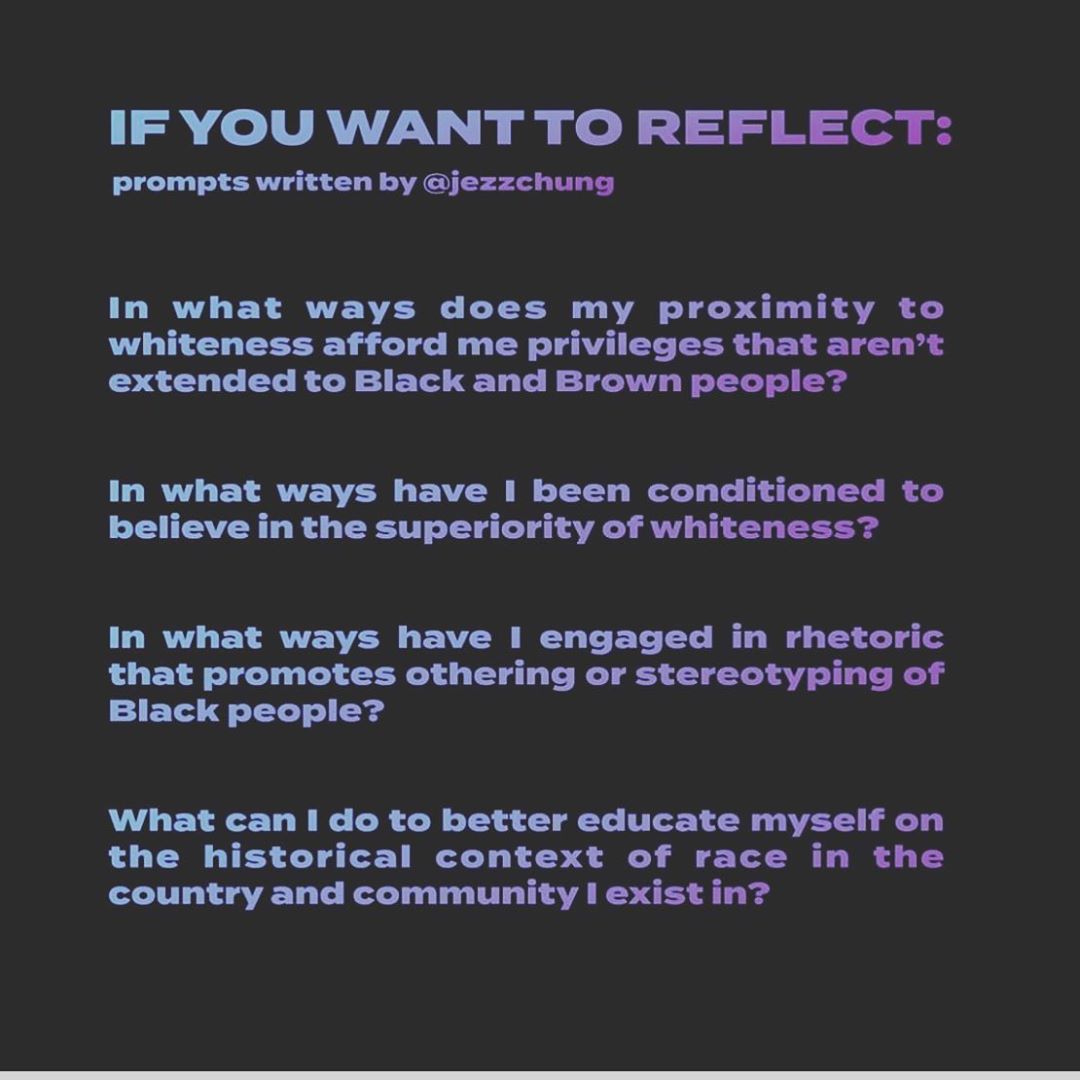 IF YOU WANT TO REFLECT:
prompts written by @jezzchung
In what ways does my proximity to
whiteness afford me privileges that aren’t
extended to Black and Brown people?
In what ways have I been conditioned to
believe in the superiority of whiteness?
In what ways have I engaged in rhetoric
that promotes othering or stereotyping of
Black people?
What can I do to better educate myself on
the historical context of race in the
country and community I exist in?